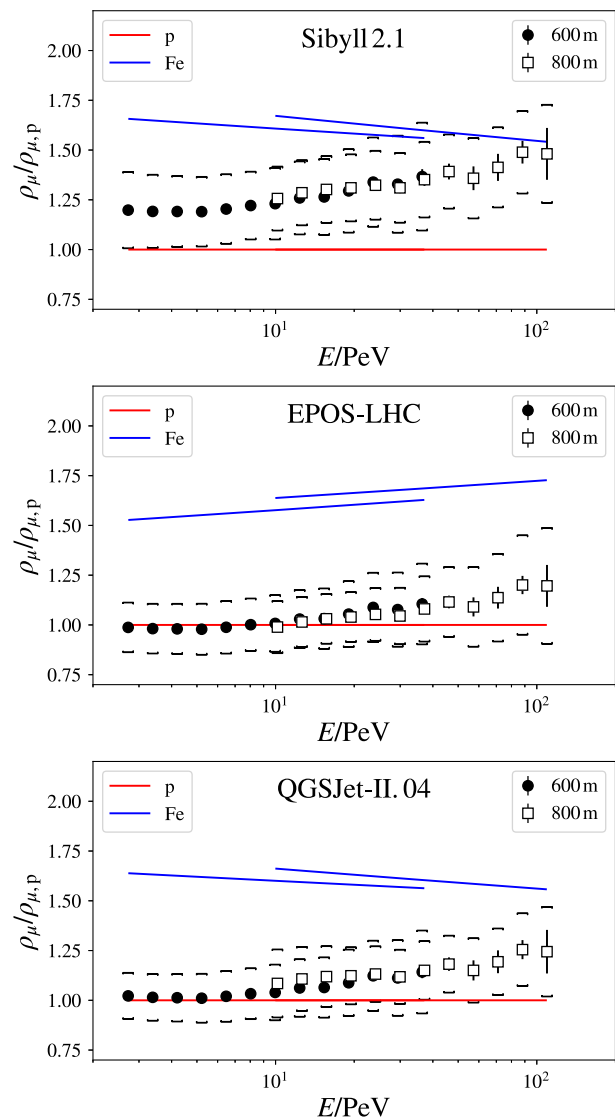 Sibyll 2.1
p
Fe
600 m
800 m
2.00
1.75
1.50
1.25
1.00
0.75
ρμ/ρμ,p
10¹
10²
E/PeV
EPOS-LHC
p
Fe
600 m
800 m
2.00
1.75
1.50
1.25
1.00
0.75
ρμ/ρμ,p
10¹
10²
E/PeV
QGSJet-II. 04
p
Fe
600 m
800 m
2.00
1.75
1.50
1.25
1.00
0.75
ρμ/ρμ,p
10¹
10²
E/PeV